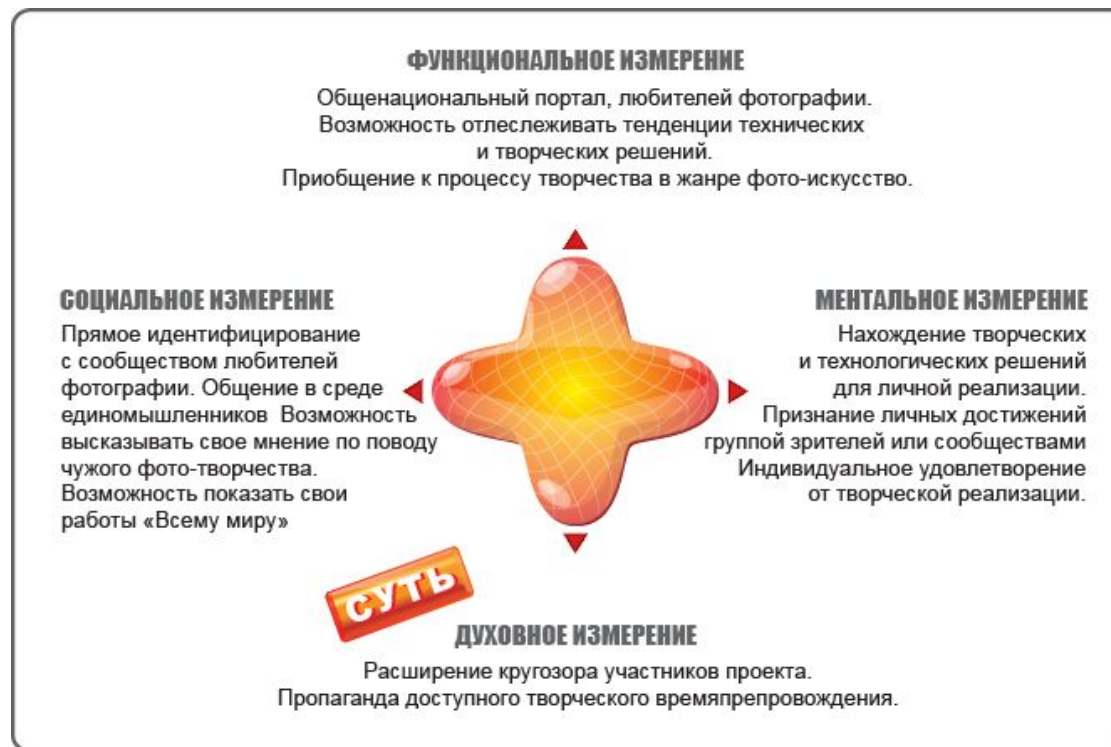 ФУНКЦИОНАЛЬНОЕ ИЗМЕРЕНИЕ
Общенациональный портал, любителей фотографии.
Возможность отлеслеживать тенденции технических
и творческих решений.
Приобщение к процессу творчества в жанре фото-искусство.
СОЦИАЛЬНОЕ ИЗМЕРЕНИЕ
Прямое идентифицирование
с сообществом любителей
фотографии. Общение в среде
единомышленников Возможность
высказывать свое мнение по поводу
чужого фото-творчества.
Возможность показать свои
работы «Всему миру»
МЕНТАЛЬНОЕ ИЗМЕРЕНИЕ
Нахождение творческих
и технологических решений
для личной реализации.
Признание личных достижений
группой зрителей или сообществами
Индивидуальное удовлетворение
от творческой реализации.
СУТЬ
ДУХОВНОЕ ИЗМЕРЕНИЕ
Расширение кругозора участников проекта.
Пропаганда доступного творческого времяпрепровождения.